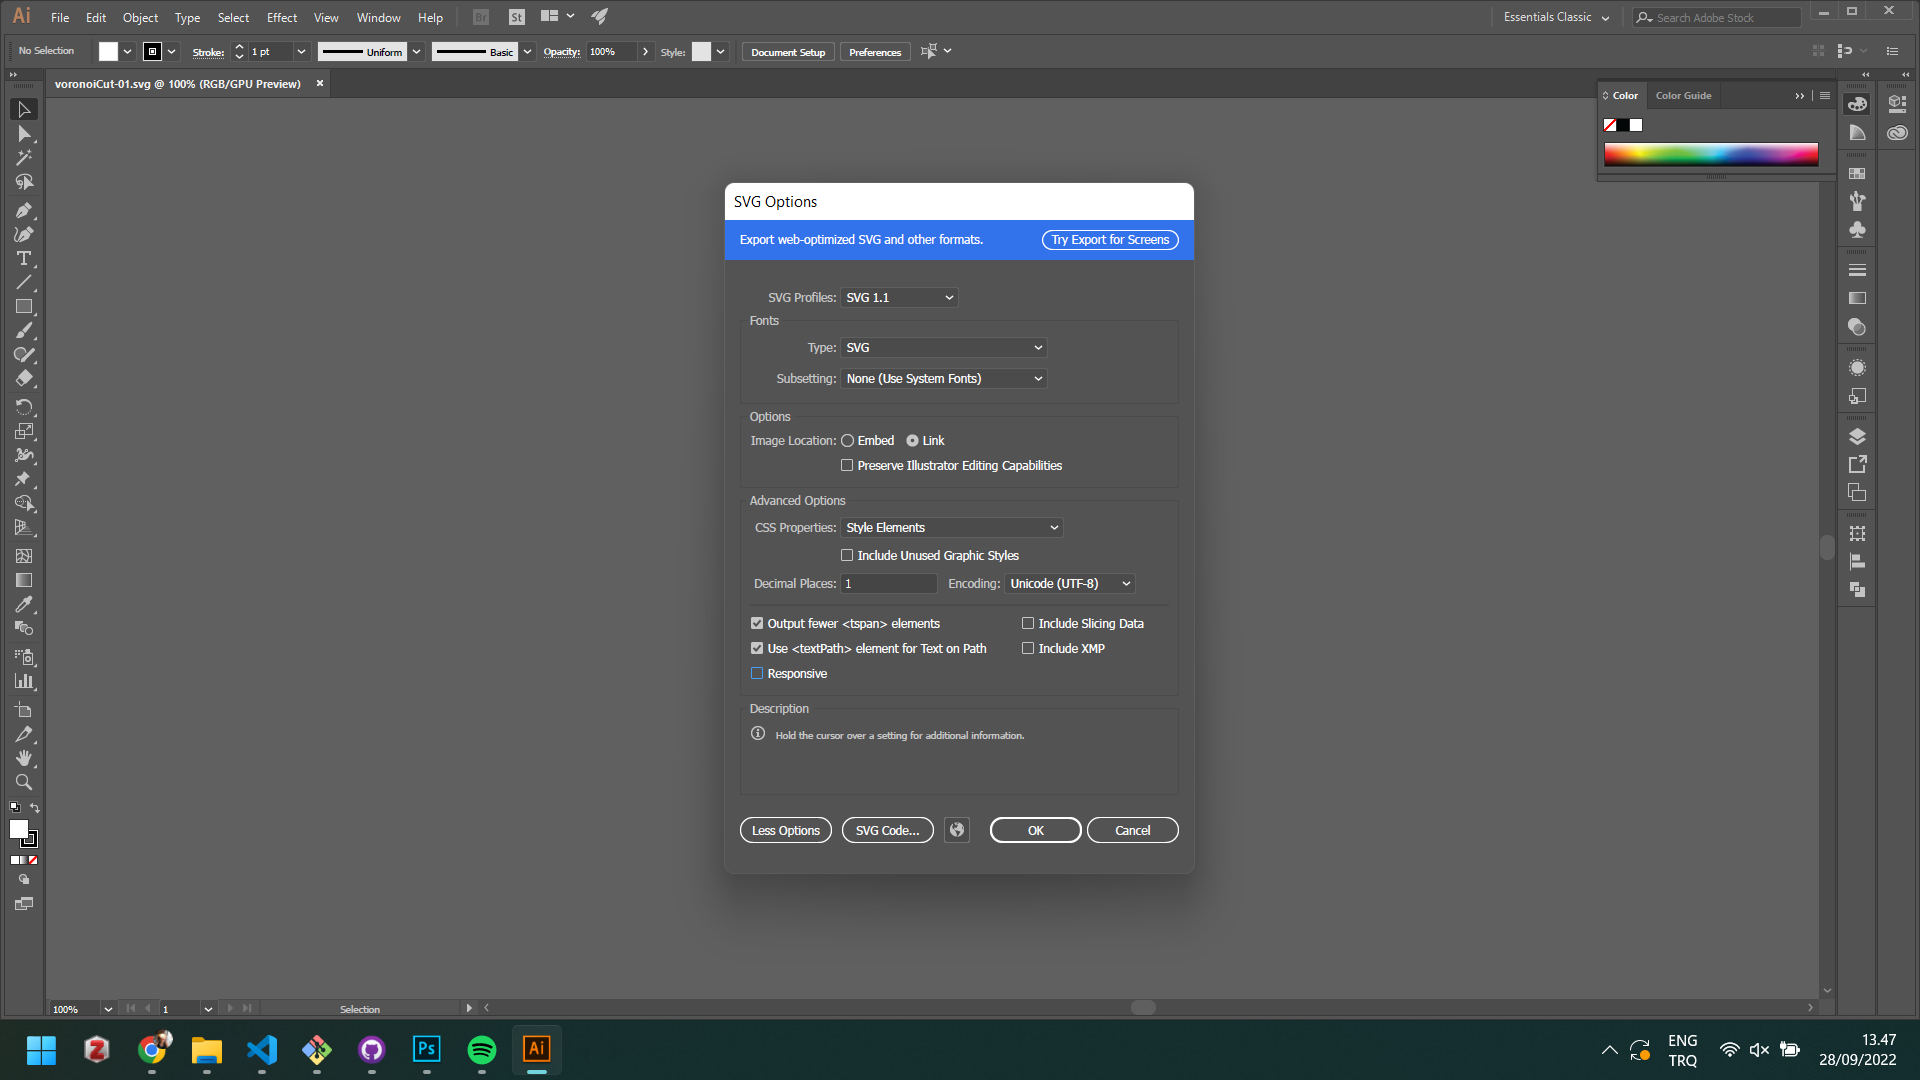 Ai File Edit Object Type Select Effect View Window Help Br St Essentials Classic Search Adobe Stock
No Selection Stroke: 1 pt Uniform Basic Opacity: 100% Style: Document Setup Preferences
voronoiCut-01.svg @ 100% (RGB/GPU Preview) ×
Color Color Guide
SVG Options
Export web-optimized SVG and other formats. Try Export for Screens
SVG Profiles: SVG 1.1
Fonts
Type: SVG
Subsetting: None (Use System Fonts)
Options
Image Location: Embed Link
Preserve Illustrator Editing Capabilities
Advanced Options
CSS Properties: Style Elements
Include Unused Graphic Styles
Decimal Places: 1 Encoding: Unicode (UTF-8)
Output fewer <tspan> elements Include Slicing Data
Use <textPath> element for Text on Path Include XMP
Responsive
Description
Hold the cursor over a setting for additional information.
Less Options SVG Code... OK Cancel
100% 1 Selection
Z Ps Ai ENG 13.47
TRQ 28/09/2022